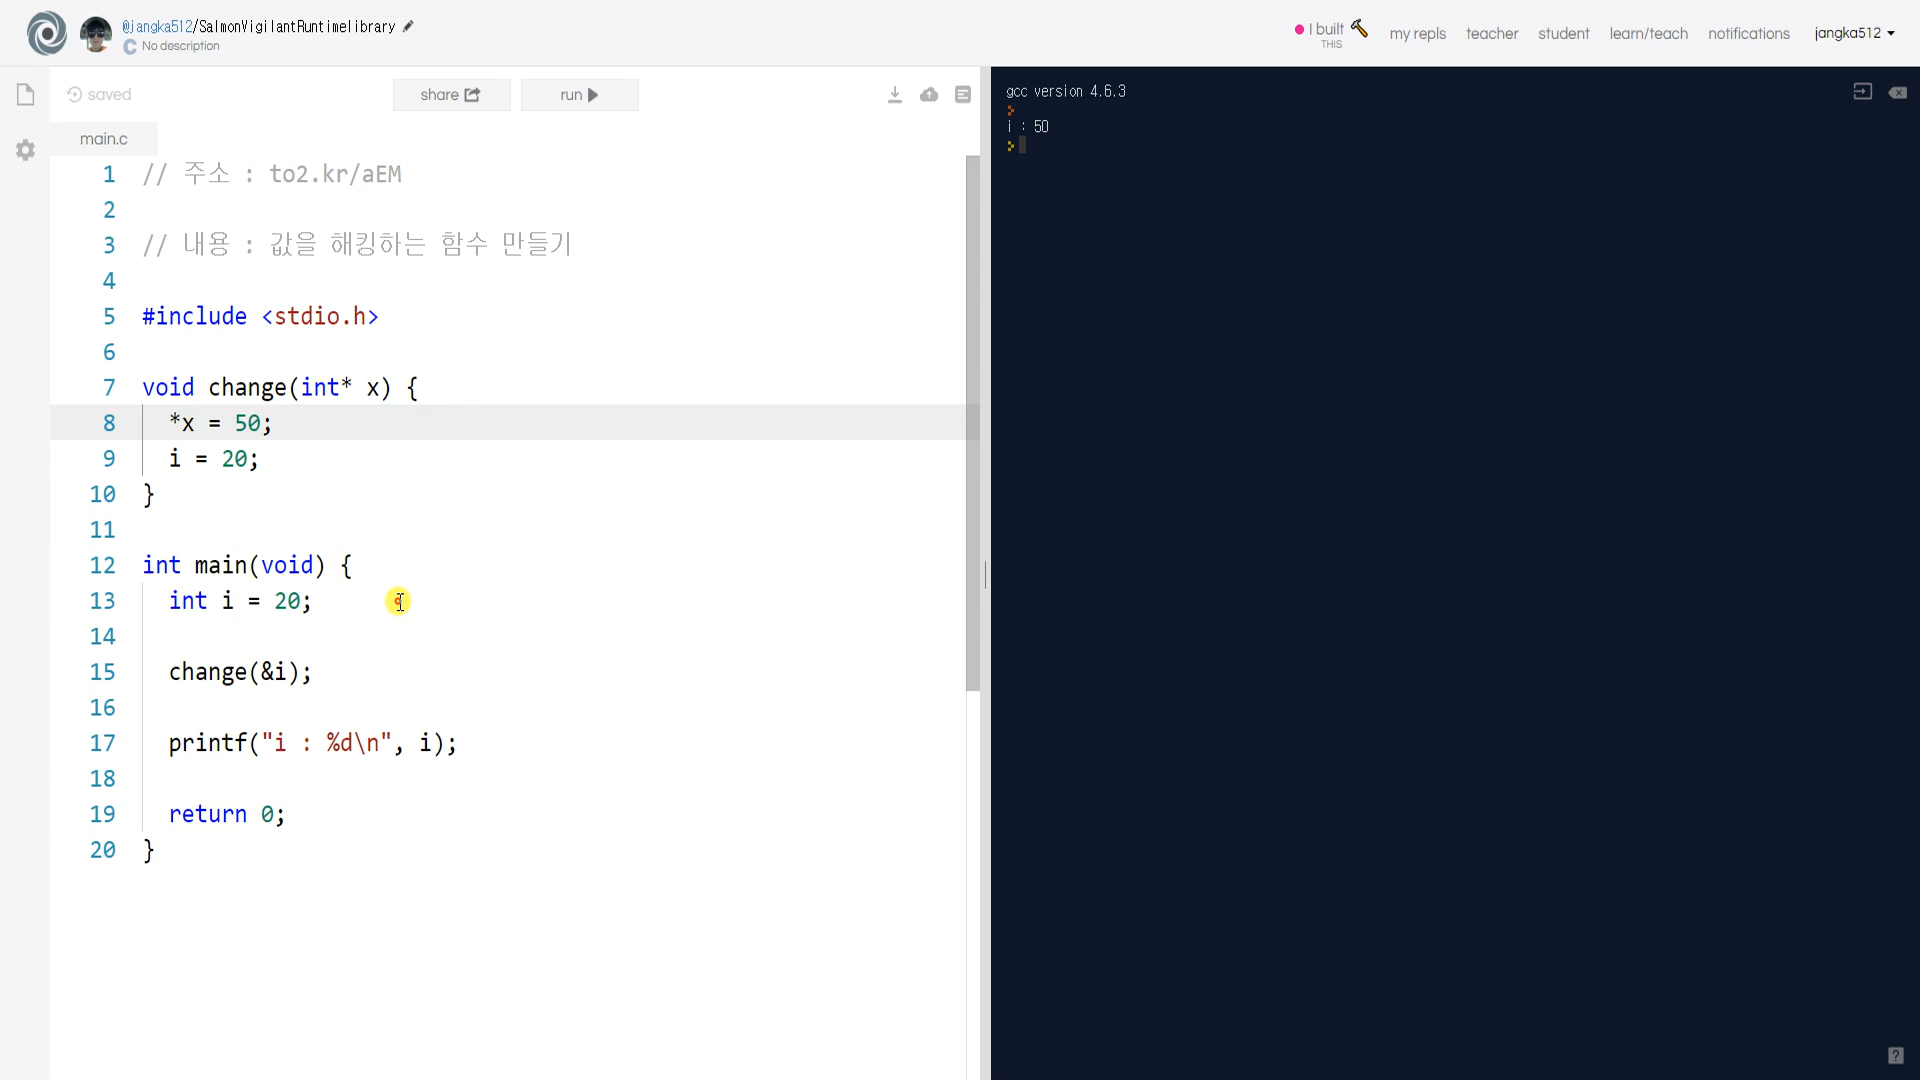 @jangka512/SalmonVigilantRuntimelibrary
C No description
I built
THIS
my repls
teacher
student
learn/teach
notifications
jangka512
saved
share
run
main.c
1 // 주소 : to2.kr/aEM
2
3 // 내용 : 값을 해킹하는 함수 만들기
4
5 #include <stdio.h>
6
7 void change(int* x) {
8 *x = 50;
9 i = 20;
10 }
11
12 int main(void) {
13 int i = 20;
14
15 change(&i);
16
17 printf("i : %d\n", i);
18
19 return 0;
20 }
gcc version 4.6.3
i : 50
?